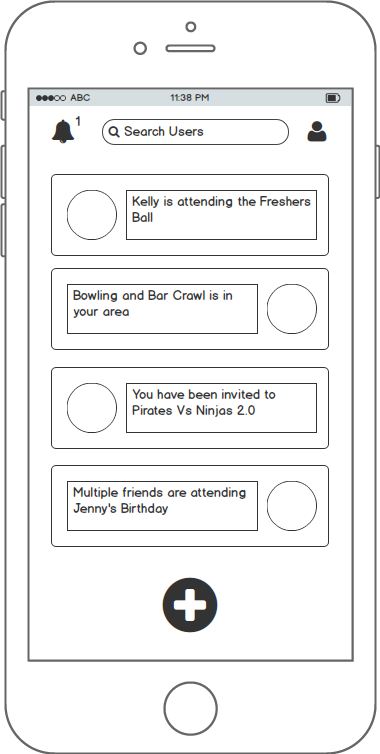 ABC 11:38 PM
1
Search Users
Kelly is attending the Freshers
Ball
Bowling and Bar Crawl is in
your area
You have been invited to
Pirates Vs Ninjas 2.0
Multiple friends are attending
Jenny's Birthday